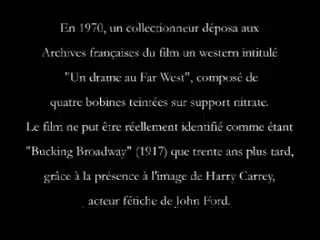 En 1970, un collectionneur déposa aux
Archives françaises du film un western intitulé
"Un drame au Far West", composé de
quatre bobines teintées sur support nitrate.
Le film ne put être réellement identifié comme étant
"Bucking Broadway" (1917) que trente ans plus tard,
grâce à la présence à l'image de Harry Carrey,
acteur fétiche de John Ford.